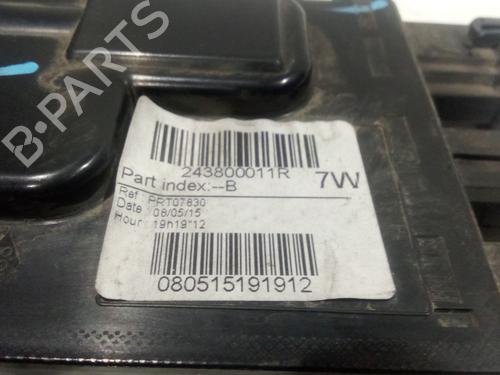 B-PARTS
243800011R
Part index:--B 7W
Ref PRT07830
Date :08/05/15
Hour :19h19"12
080515191912